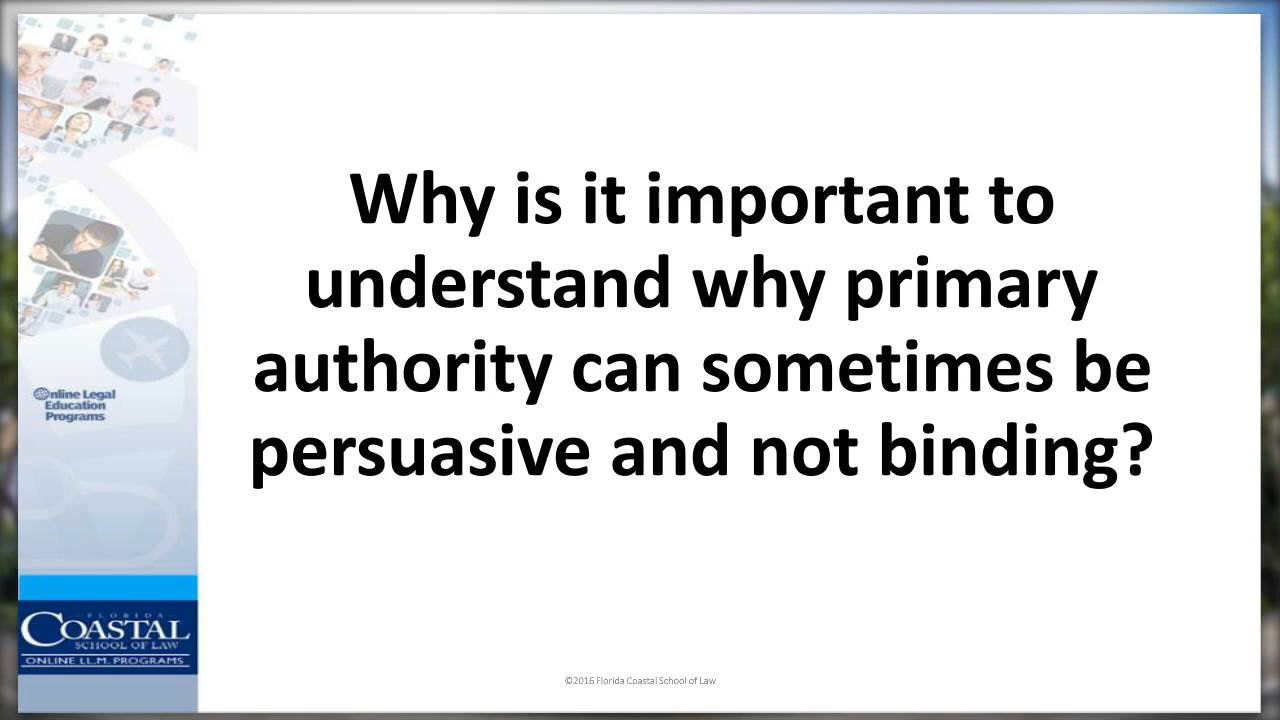 Why is it important to
understand why primary
authority can sometimes be
persuasive and not binding?
Online Legal
Education
Programs
FLORIDA
COASTAL
SCHOOL OF LAW
ONLINE LL.M. PROGRAMS
©2016 Florida Coastal School of Law